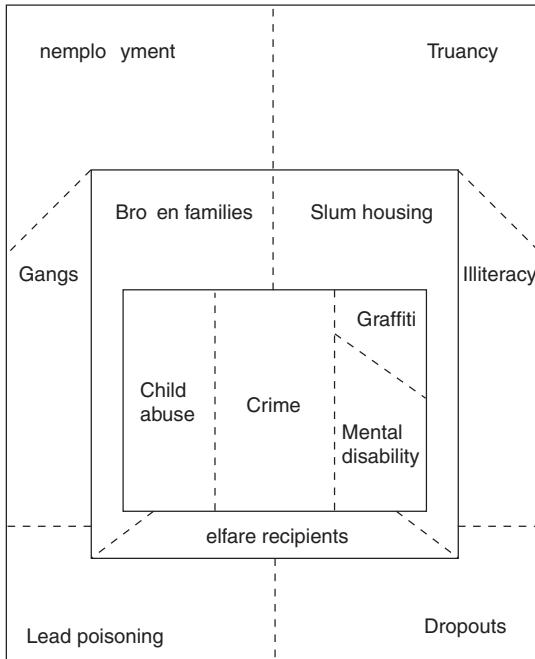 nemplo yment
Truancy
Bro en families
Slum housing
Gangs
Illiteracy
Graffiti
Child
abuse
Crime
Mental
disability
elfare recipients
Lead poisoning
Dropouts